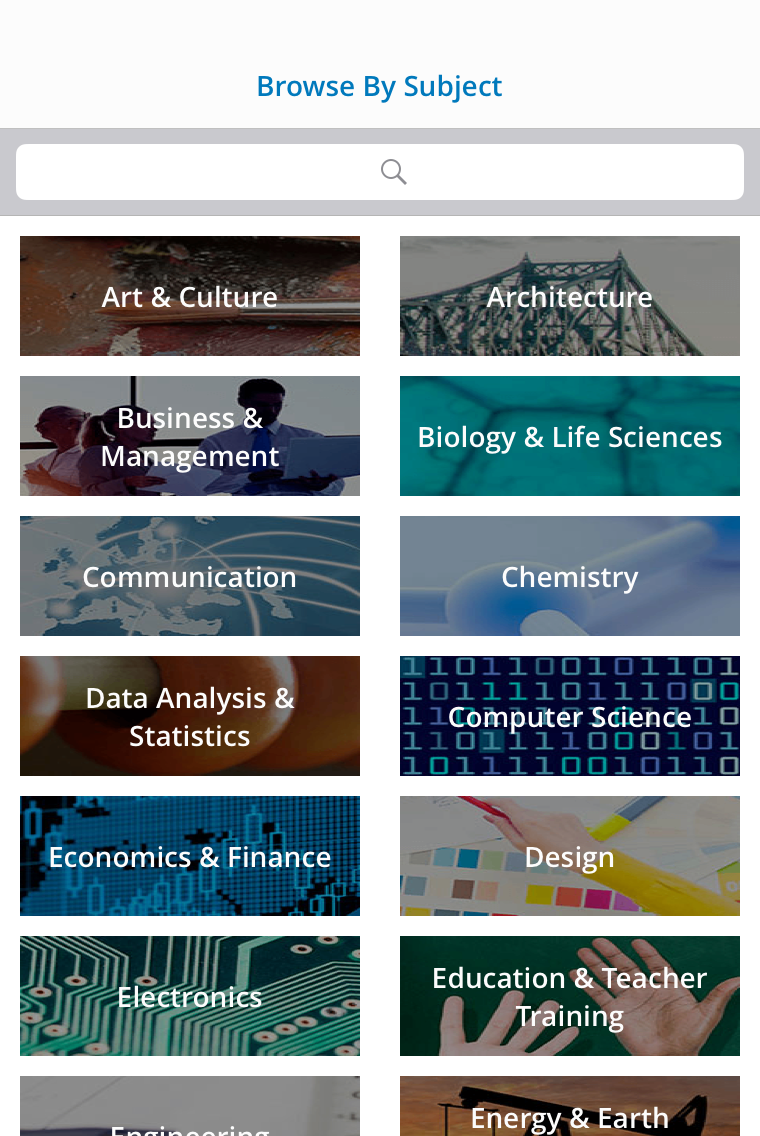 Browse By Subject
Art & Culture
Architecture
Business &
Management
Biology & Life Sciences
Communication
Chemistry
Data Analysis &
Statistics
Computer Science
Economics & Finance
Design
Electronics
Education & Teacher
Training
Engineering
Energy & Earth